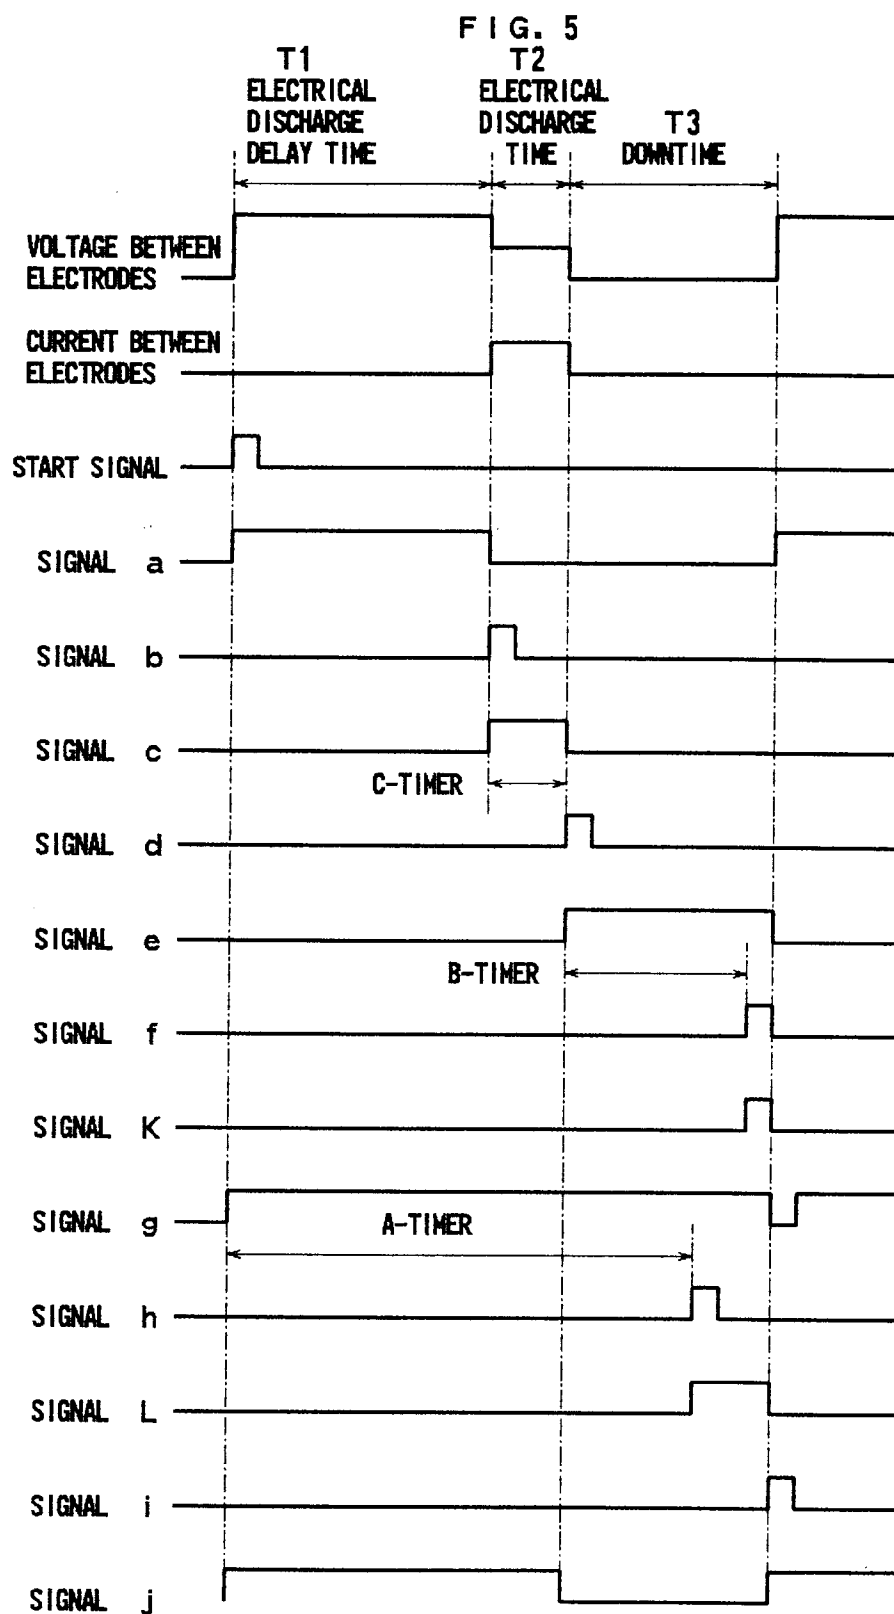 FIG. 5
T1
ELECTRICAL
DISCHARGE
DELAY TIME
T2
ELECTRICAL
DISCHARGE
TIME
T3
DOWNTIME
VOLTAGE BETWEEN
ELECTRODES
CURRENT BETWEEN
ELECTRODES
START SIGNAL
SIGNAL a
SIGNAL b
SIGNAL c
C-TIMER
SIGNAL d
SIGNAL e
B-TIMER
SIGNAL f
SIGNAL K
SIGNAL g
A-TIMER
SIGNAL h
SIGNAL L
SIGNAL i
SIGNAL j